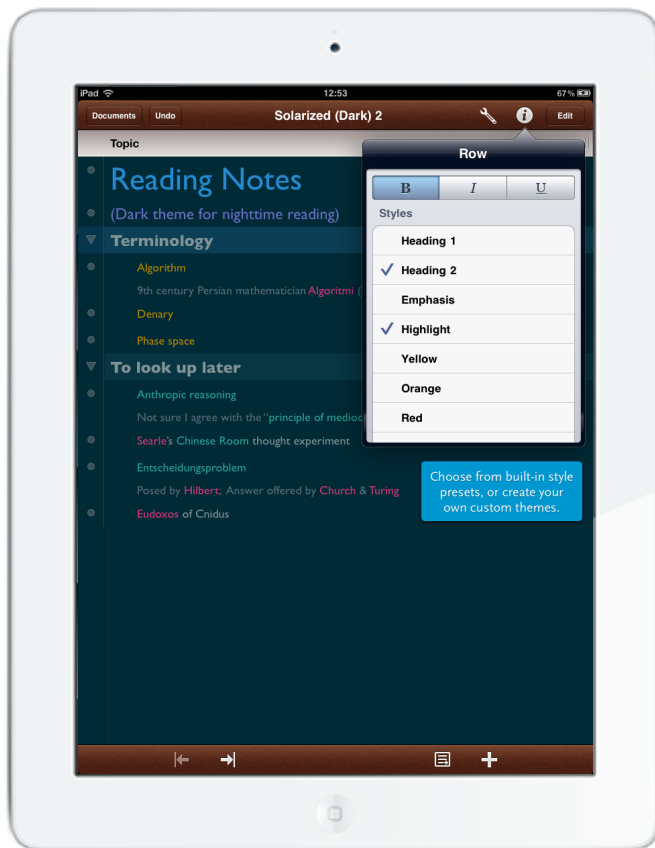 iPad 12:53 67%
Documents Undo Solarized (Dark) 2 i Edit
Topic
Reading Notes
(Dark theme for nighttime reading)
Terminology
Algorithm
9th century Persian mathematician Algoritmi (
Denary
Phase space
To look up later
Anthropic reasoning
Not sure I agree with the "principle of medioc
Searle's Chinese Room thought experiment
Entscheidungsproblem
Posed by Hilbert; Answer offered by Church & Turing
Eudoxos of Cnidus
Row
B I U
Styles
Heading 1
Heading 2
Emphasis
Highlight
Yellow
Orange
Red
Choose from built-in style
presets, or create your
own custom themes.